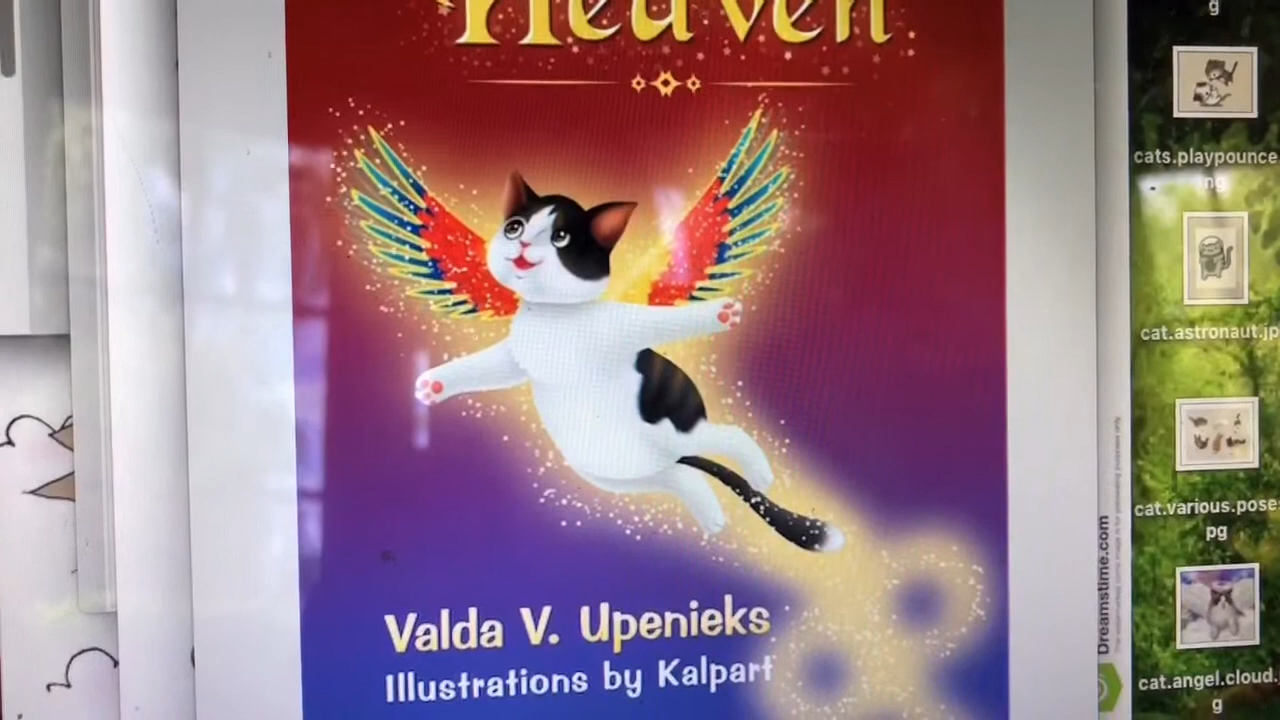 Heaven
Valda V. Upenieks
Illustrations by Kalpart
g
cats.playpounce
ng
cat.astronaut.jp
cat.various.pose
pg
cat.angel.cloud.j
g
Dreamstime.com